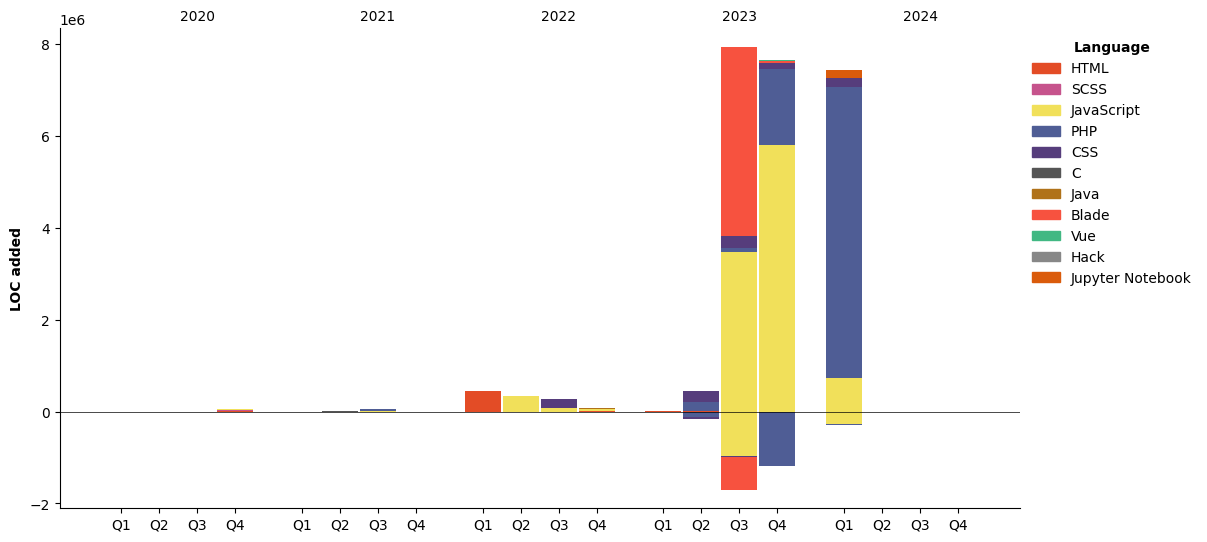 2020 2021 2022 2023 2024
1e6
8
6
4
2
0
−2
LOC added
Q1 Q2 Q3 Q4 Q1 Q2 Q3 Q4 Q1 Q2 Q3 Q4 Q1 Q2 Q3 Q4 Q1 Q2 Q3 Q4
Language
HTML
SCSS
JavaScript
PHP
CSS
C
Java
Blade
Vue
Hack
Jupyter Notebook